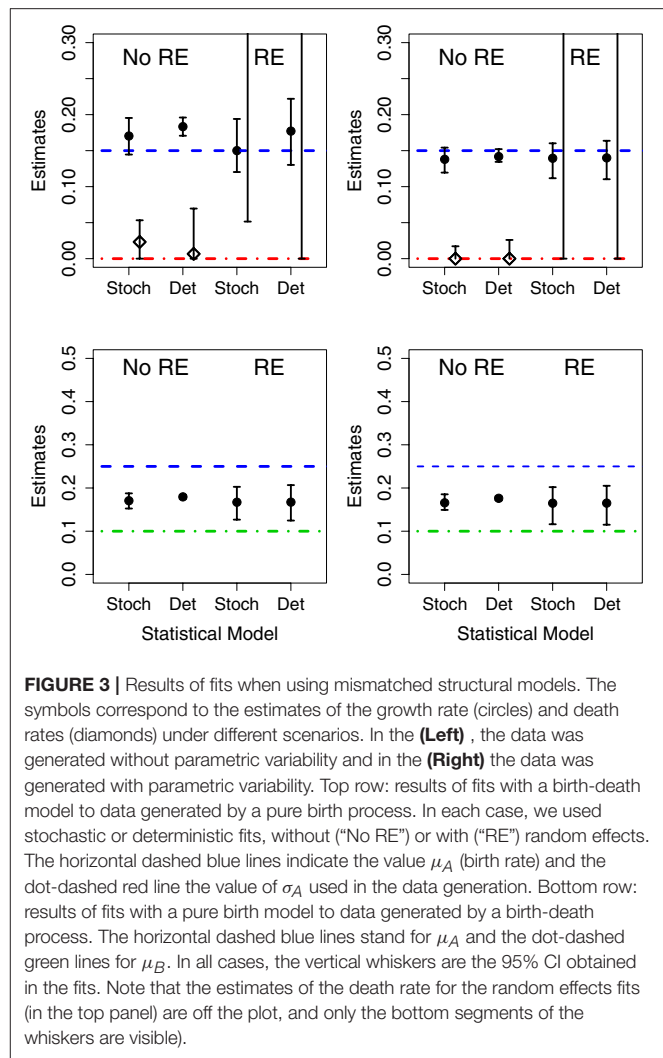 No RE RE
Estimates
0.00 0.10 0.20 0.30
Stoch Det Stoch Det
No RE RE
Estimates
0.00 0.10 0.20 0.30
Stoch Det Stoch Det
No RE RE
Estimates
0.0 0.1 0.2 0.3 0.4 0.5
Stoch Det Stoch Det
Statistical Model
No RE RE
Estimates
0.0 0.1 0.2 0.3 0.4 0.5
Stoch Det Stoch Det
Statistical Model
FIGURE 3 | Results of fits when using mismatched structural models. The
symbols correspond to the estimates of the growth rate (circles) and death
rates (diamonds) under different scenarios. In the (Left) , the data was
generated without parametric variability and in the (Right) the data was
generated with parametric variability. Top row: results of fits with a birth-death
model to data generated by a pure birth process. In each case, we used
stochastic or deterministic fits, without (“No RE”) or with (“RE”) random effects.
The horizontal dashed blue lines indicate the value μA (birth rate) and the
dot-dashed red line the value of σA used in the data generation. Bottom row:
results of fits with a pure birth model to data generated by a birth-death
process. The horizontal dashed blue lines stand for μA and the dot-dashed
green lines for μB. In all cases, the vertical whiskers are the 95% CI obtained
in the fits. Note that the estimates of the death rate for the random effects fits
(in the top panel) are off the plot, and only the bottom segments of the
whiskers are visible).